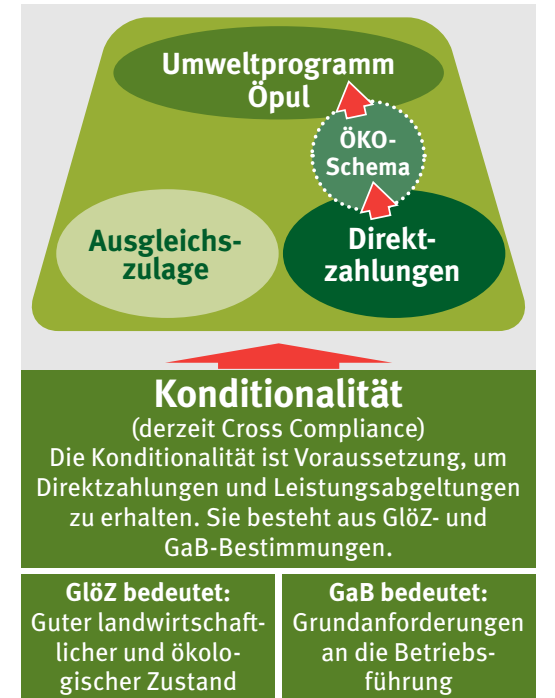 Umweltprogramm
Öpul
ÖKO-
Schema
Ausgleichs-
zulage
Direkt-
zahlungen
Konditionalität
(derzeit Cross Compliance)
Die Konditionalität ist Voraussetzung, um
Direktzahlungen und Leistungsabgeltungen
zu erhalten. Sie besteht aus GlöZ- und
GaB-Bestimmungen.
GlöZ bedeutet:
Guter landwirtschaft-
licher und ökolo-
gischer Zustand
GaB bedeutet:
Grundanforderungen
an die Betriebs-
führung